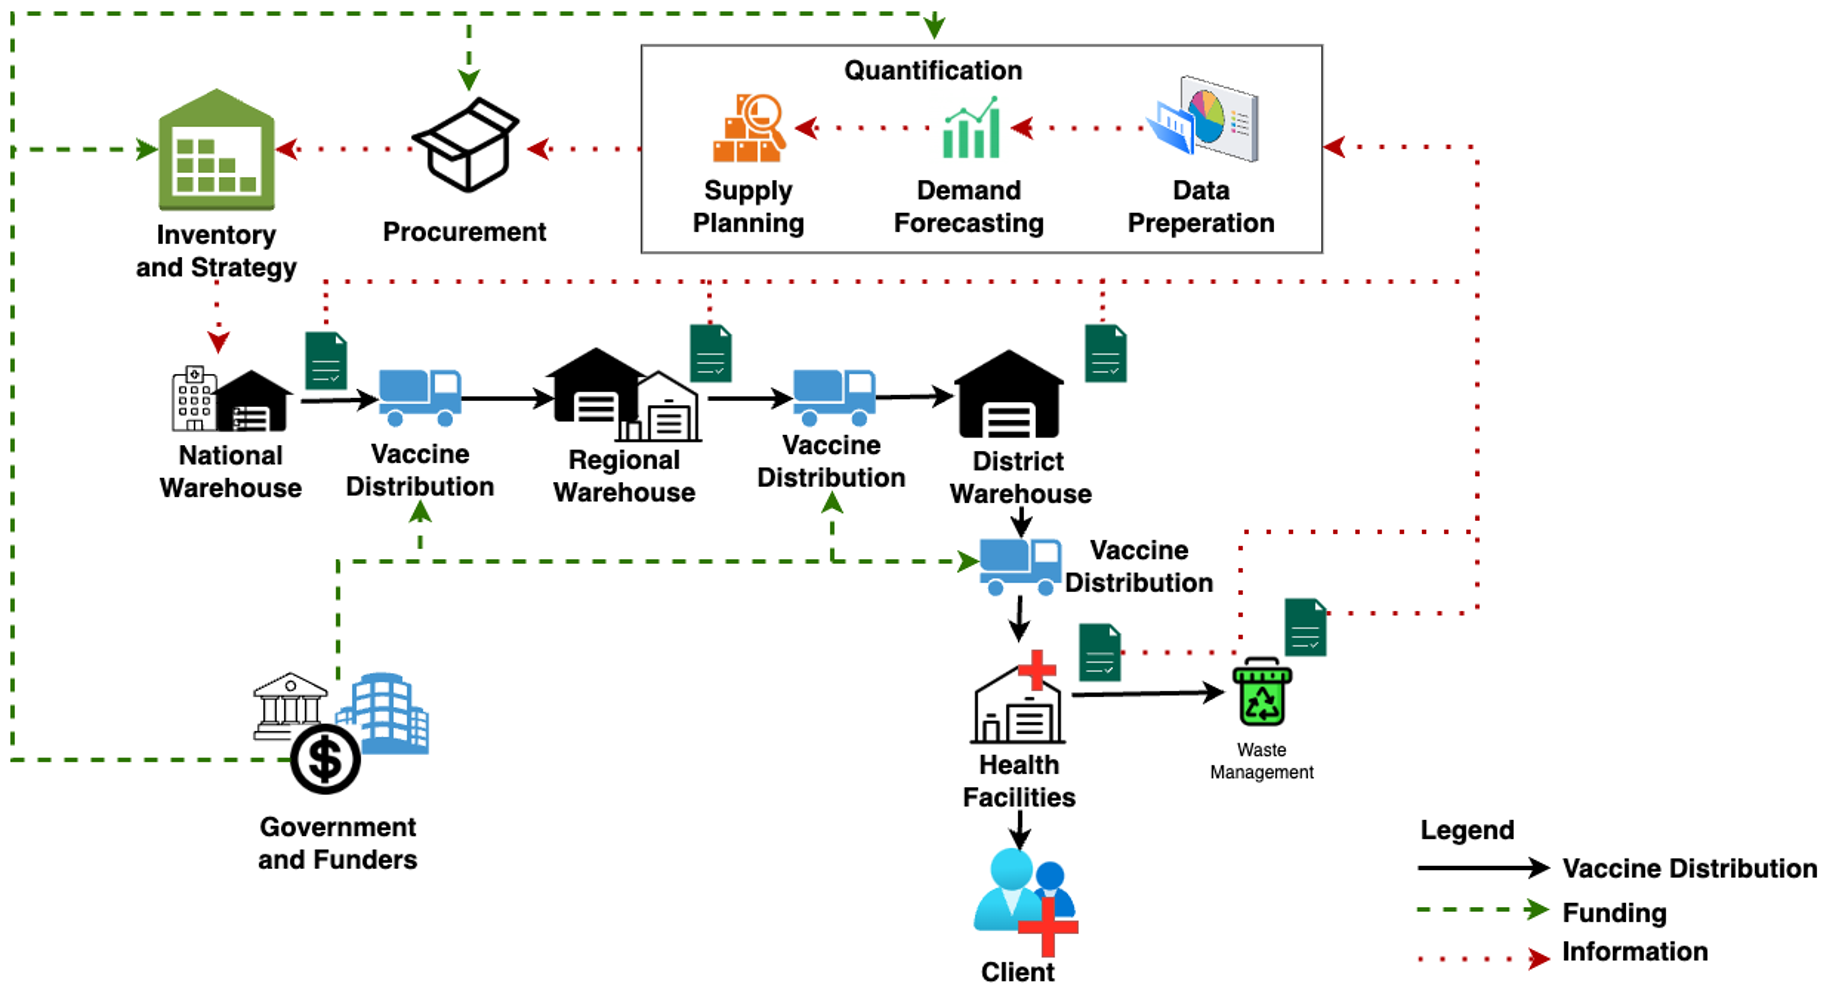 Quantification
Supply
Planning
Demand
Forecasting
Data
Preperation
Inventory
and Strategy
Procurement
National
Warehouse
Vaccine
Distribution
Regional
Warehouse
Vaccine
Distribution
District
Warehouse
Vaccine
Distribution
Health
Facilities
Waste
Management
$
Government
and Funders
Client
Legend
Vaccine Distribution
Funding
Information